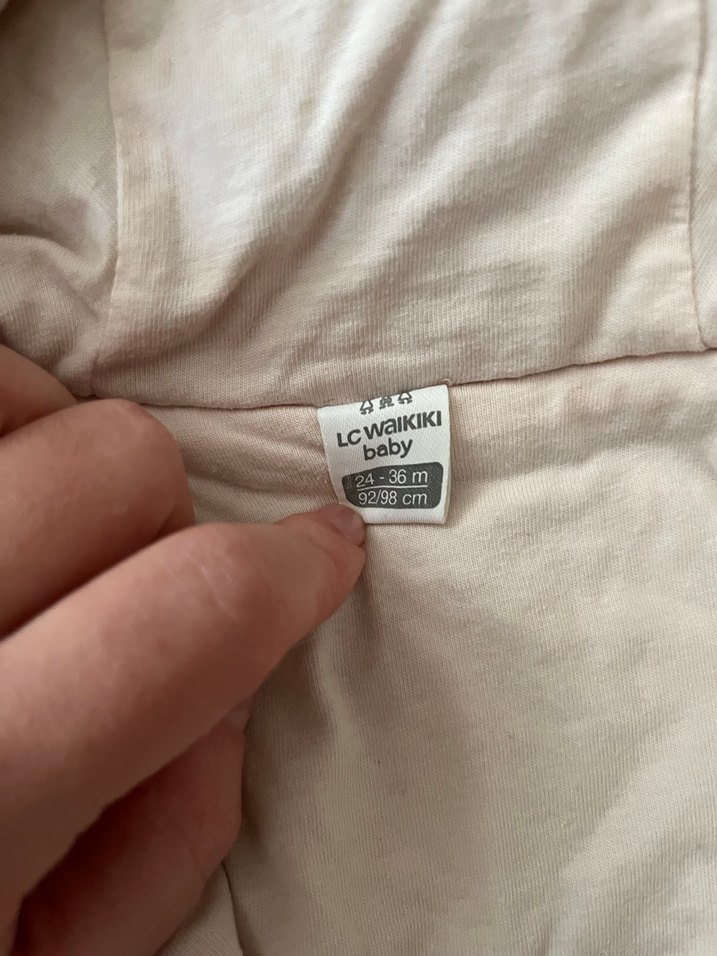 LC WAIKIKI
baby
24 - 36 m
92/98 cm